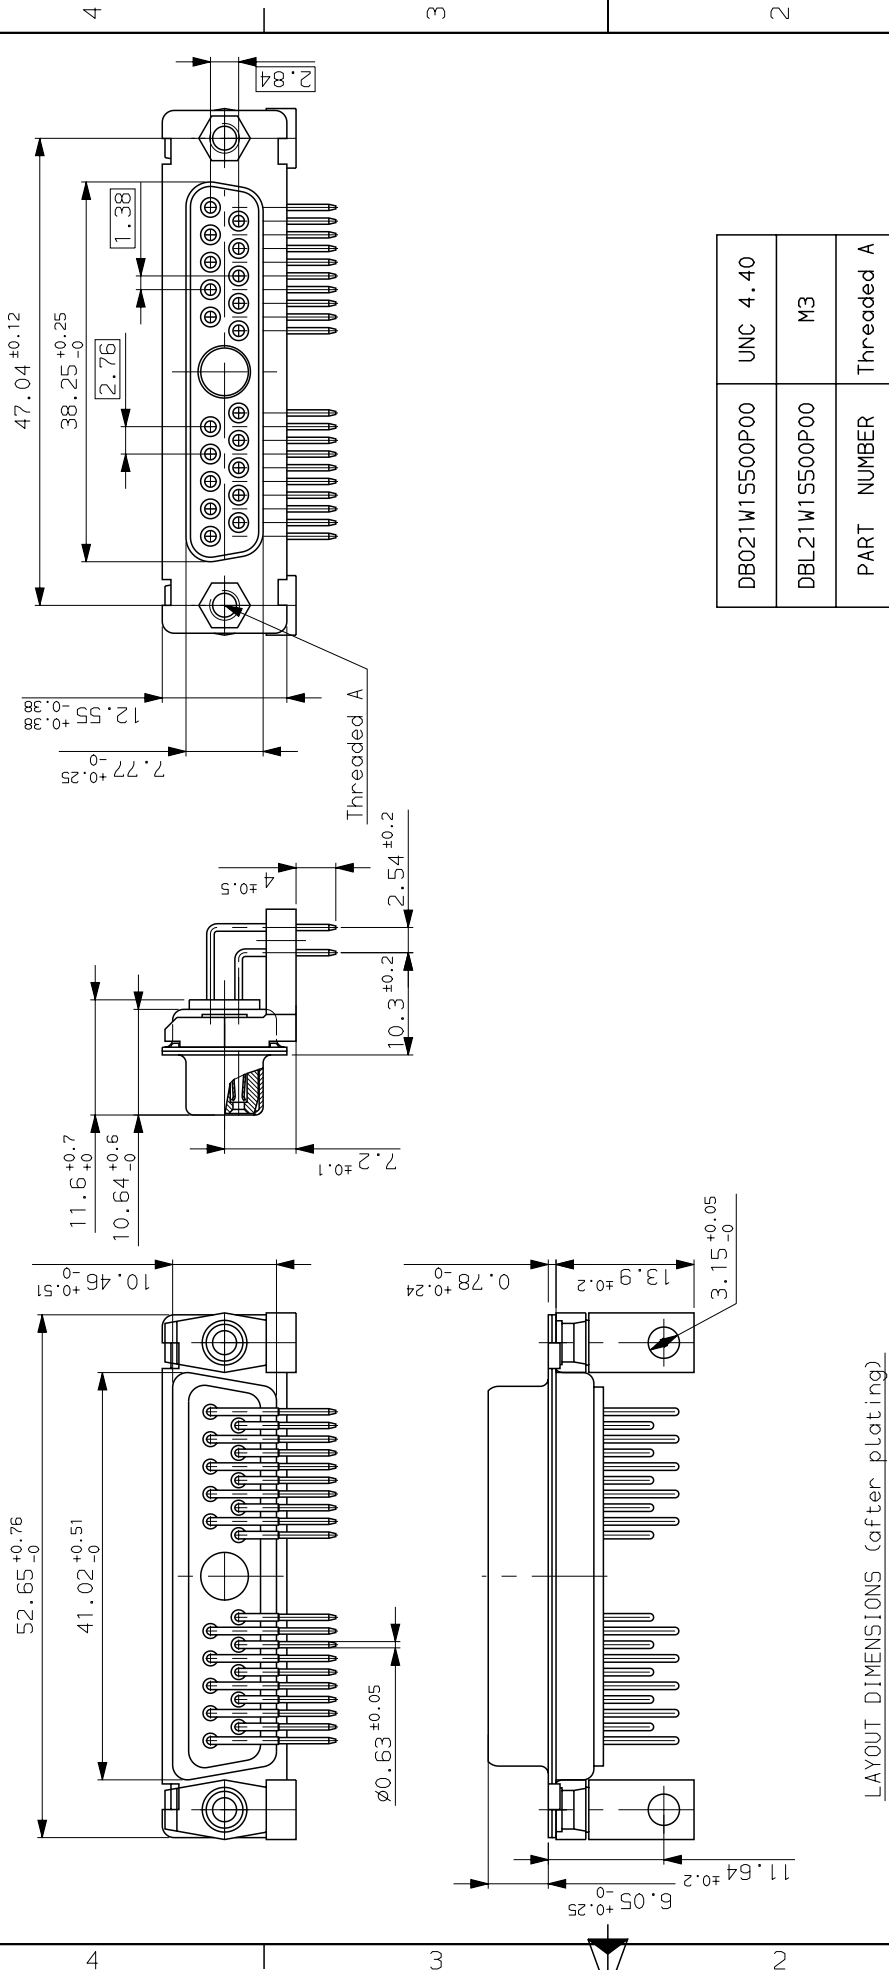 4
3
2
2.84
1.38
47.04 ±0.12
38.25 +0.25 -0
2.76
12.55 +0.38 -0.38
7.77 +0.25 -0
Threaded A
DB021W1S500P00 UNC 4.40
DBL21W1S500P00 M3
PART NUMBER Threaded A
4 ±0.5
2.54 ±0.2
10.3 ±0.2
11.6 +0.7 +0
10.64 +0.6 -0
7.2 ±0.1
10.46 +0.51 -0
0.78 +0.24 -0
13.9 ±0.2
3.15 +0.05 -0
52.65 +0.76 -0
41.02 +0.51 -0
ø0.63 ±0.05
11.64 ±0.2
6.05 +0.25 -0
LAYOUT DIMENSIONS (after plating)
4
3
2